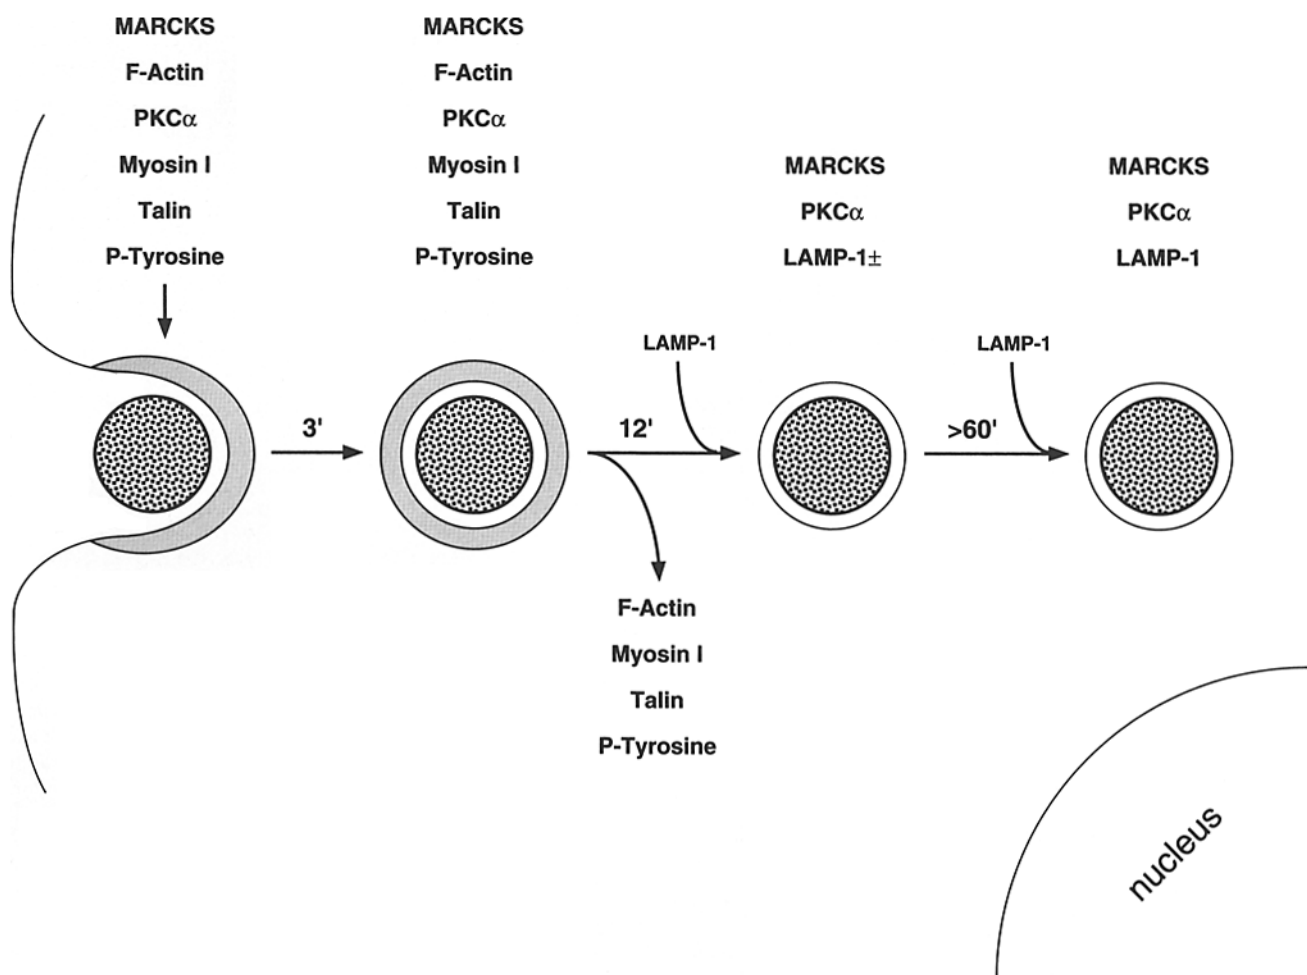 MARCKS
F-Actin
PKCα
Myosin I
Talin
P-Tyrosine
MARCKS
F-Actin
PKCα
Myosin I
Talin
P-Tyrosine
MARCKS
PKCα
LAMP-1±
MARCKS
PKCα
LAMP-1
3'
12'
LAMP-1
>60'
LAMP-1
F-Actin
Myosin I
Talin
P-Tyrosine
nucleus